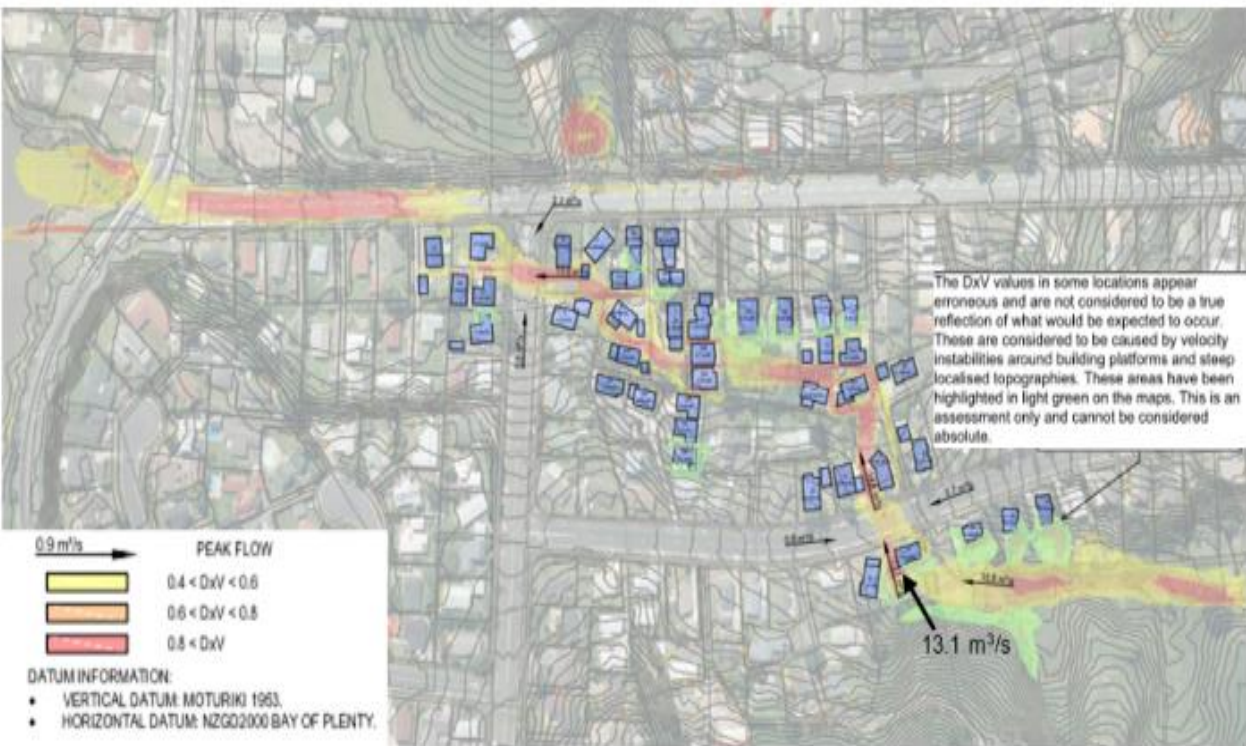 The DxV values in some locations appear
erroneous and are not considered to be a true
reflection of what would be expected to occur.
These are considered to be caused by velocity
instabilities around building platforms and steep
localised topographies. These areas have been
highlighted in light green on the maps. This is an
assessment only and cannot be considered
absolute.
13.1 m³/s
0.9 m³/s PEAK FLOW
0.4 < DxV < 0.6
0.6 < DxV < 0.8
0.8 < DxV
DATUM INFORMATION:
• VERTICAL DATUM: MOTURIKI 1953.
• HORIZONTAL DATUM: NZGD2000 BAY OF PLENTY.